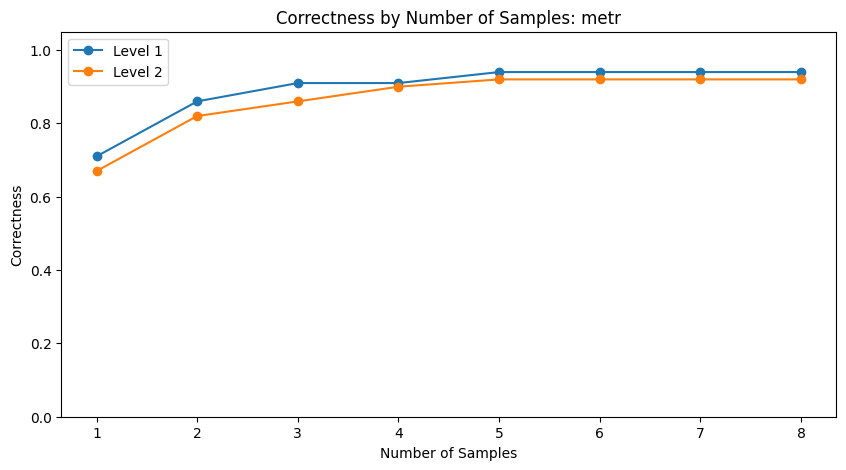 Correctness by Number of Samples: metr
Level 1
Level 2
Correctness
1.0
0.8
0.6
0.4
0.2
0.0
1 2 3 4 5 6 7 8
Number of Samples